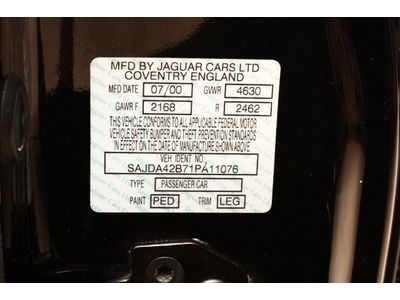 MFD BY JAGUAR CARS LTD
COVENTRY ENGLAND
MFD DATE 07/00 GVWR 4630
GAWR F 2168 R 2462
THIS VEHICLE CONFORMS TO ALL APPLICABLE FEDERAL MOTOR
VEHICLE SAFETY BUMPER AND THEFT PREVENTION STANDARDS
IN EFFECT ON THE DATE OF MANUFACTURE SHOWN ABOVE
VEH IDENT NO.
SAJDA42B71PA11076
TYPE PASSENGER CAR
PAINT PED TRIM LEG